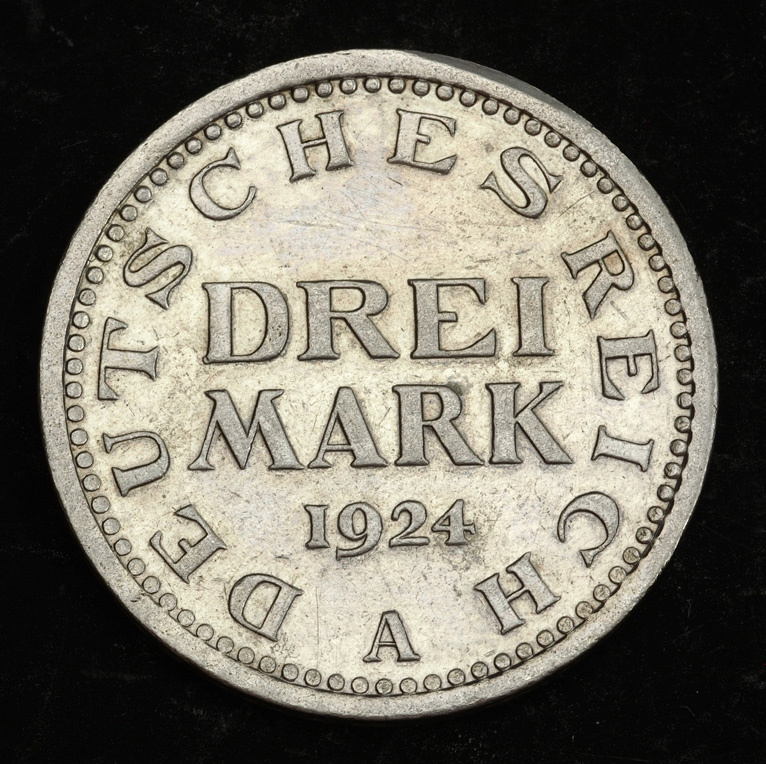 DEUTSCHES REICH
DREI
MARK
1924
A